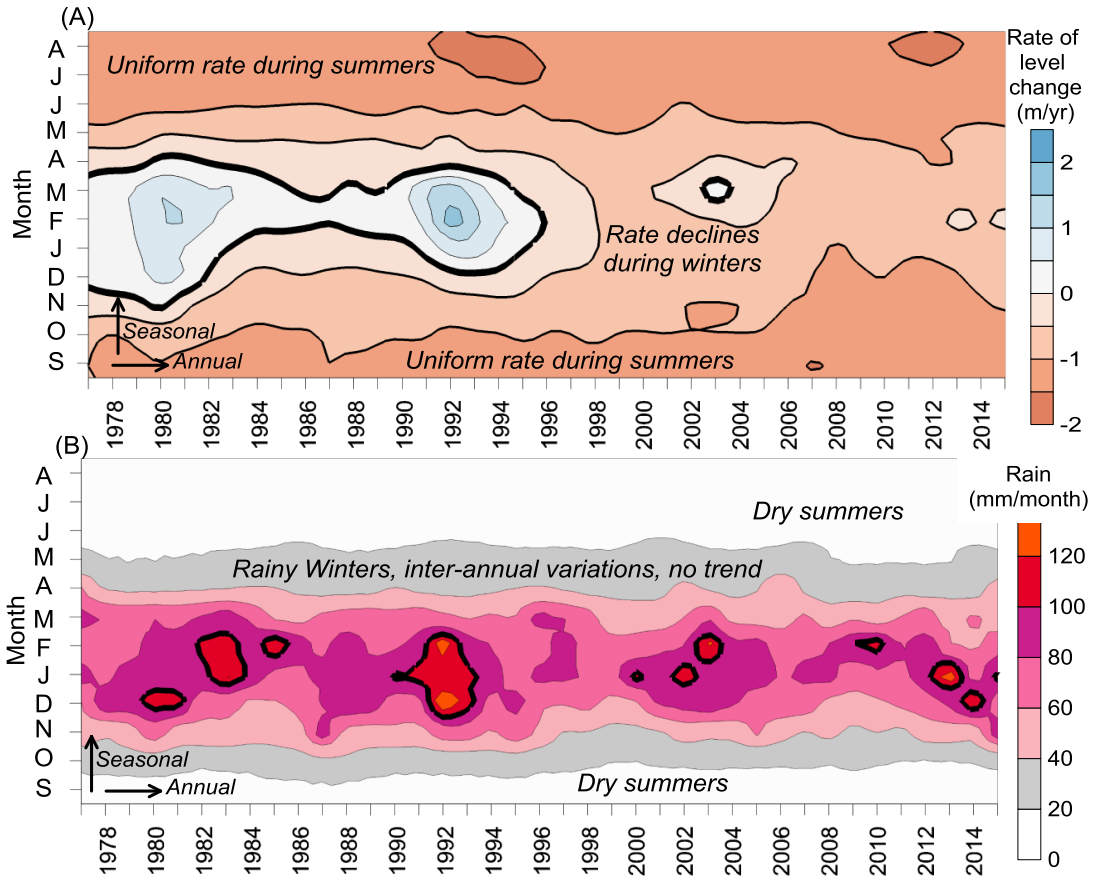 (A)
Rate of
level
change
(m/yr)
Month
A
J
J
M
A
M
F
J
D
N
O
S
Uniform rate during summers
Rate declines
during winters
Seasonal
Annual
Uniform rate during summers
2
1
0
-1
-2
1978 1980 1982 1984 1986 1988 1990 1992 1994 1996 1998 2000 2002 2004 2006 2008 2010 2012 2014
(B)
Rain
(mm/month)
Month
A
J
J
M
A
M
F
J
D
N
O
S
Dry summers
Rainy Winters, inter-annual variations, no trend
Seasonal
Annual
Dry summers
120
100
80
60
40
20
0
1978 1980 1982 1984 1986 1988 1990 1992 1994 1996 1998 2000 2002 2004 2006 2008 2010 2012 2014